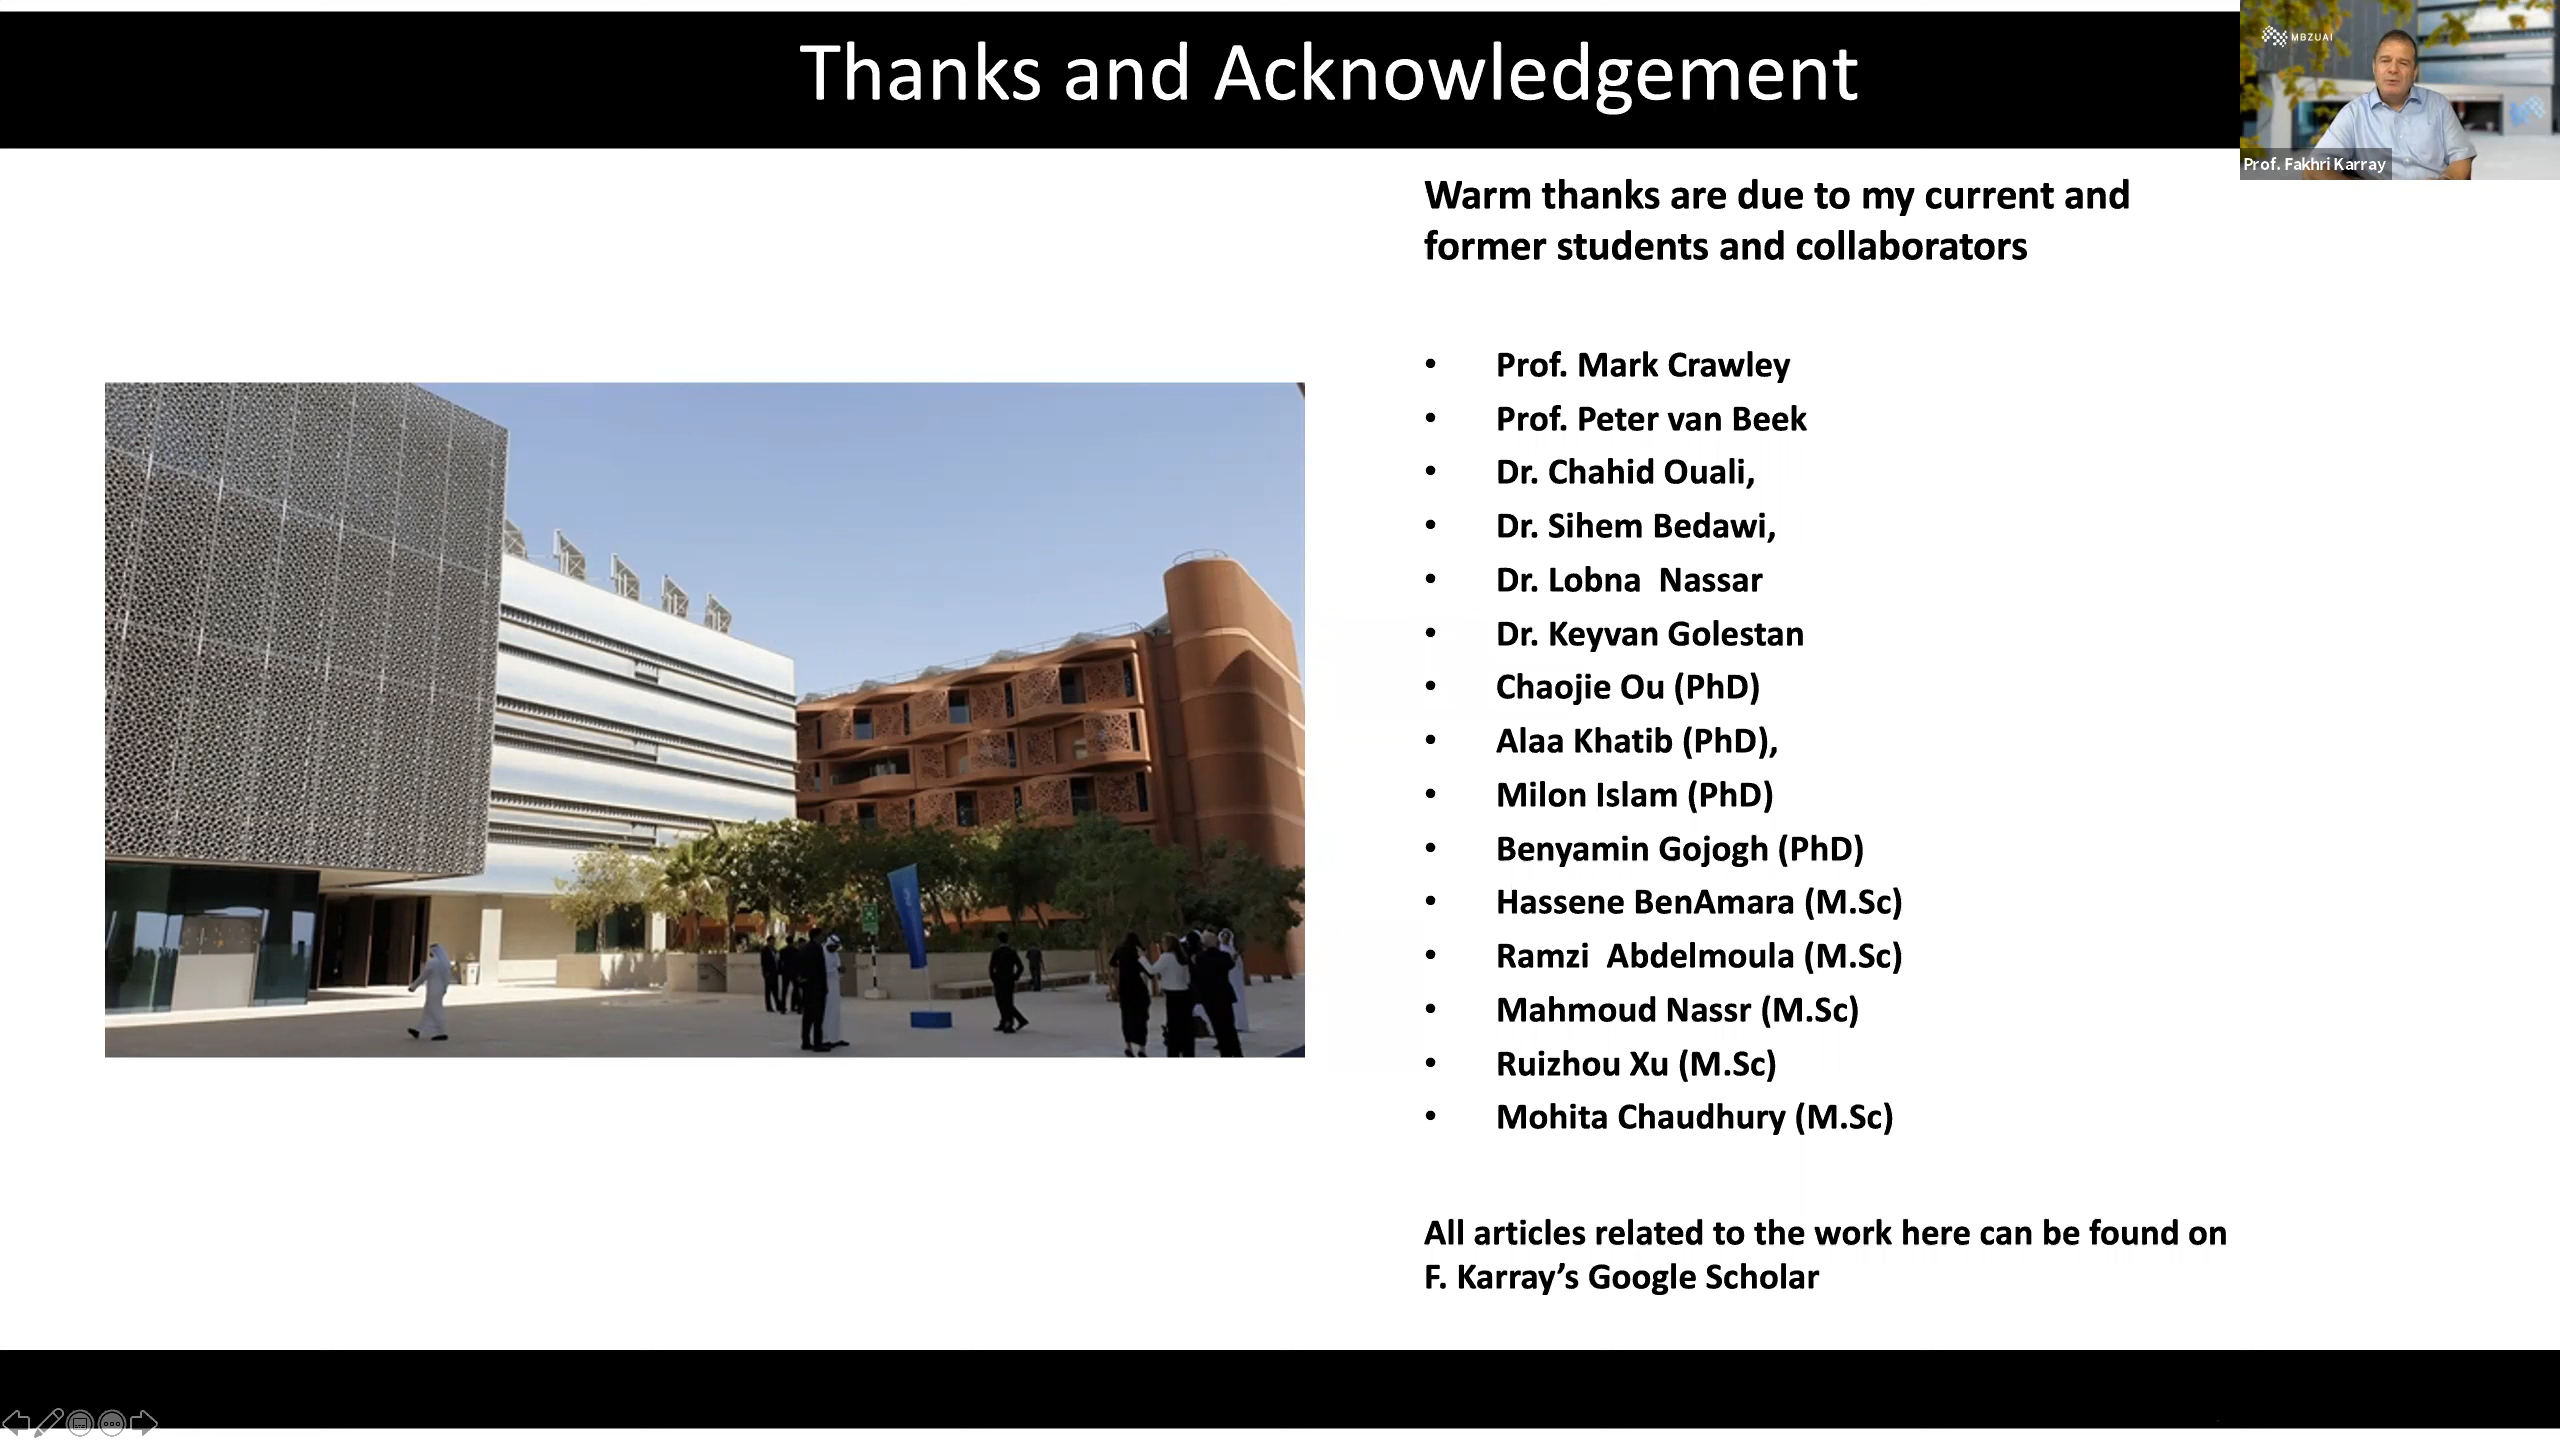 Thanks and Acknowledgement
MBZUAI
Prof. Fakhri Karray
Warm thanks are due to my current and
former students and collaborators
• Prof. Mark Crawley
• Prof. Peter van Beek
• Dr. Chahid Ouali,
• Dr. Sihem Bedawi,
• Dr. Lobna  Nassar
• Dr. Keyvan Golestan
• Chaojie Ou (PhD)
• Alaa Khatib (PhD),
• Milon Islam (PhD)
• Benyamin Gojogh (PhD)
• Hassene BenAmara (M.Sc)
• Ramzi  Abdelmoula (M.Sc)
• Mahmoud Nassr (M.Sc)
• Ruizhou Xu (M.Sc)
• Mohita Chaudhury (M.Sc)
All articles related to the work here can be found on
F. Karray’s Google Scholar